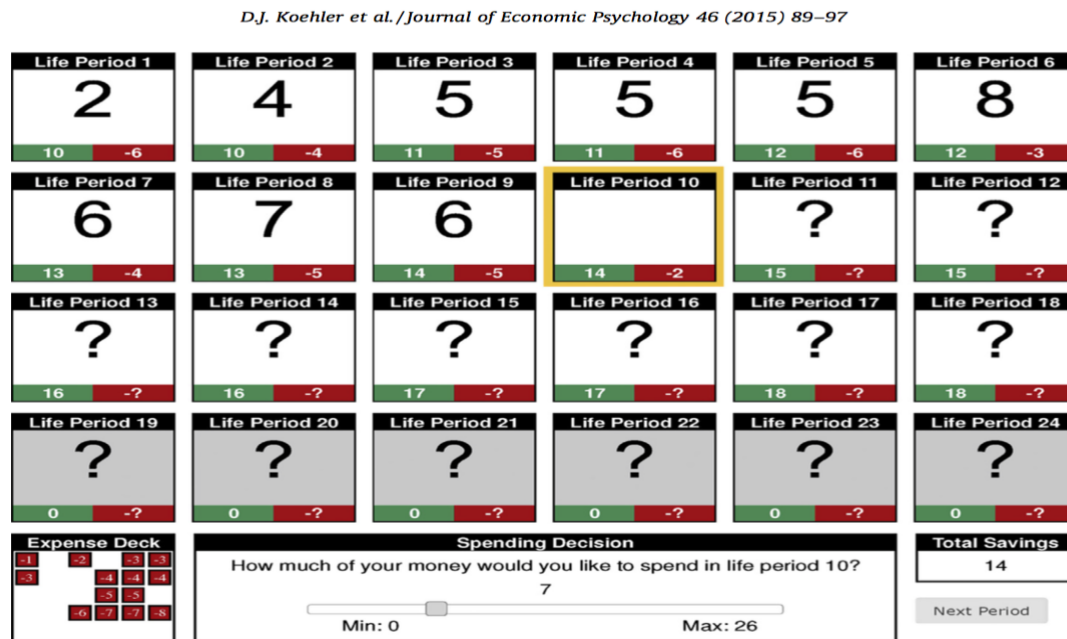 D.J. Koehler et al./Journal of Economic Psychology 46 (2015) 89–97
Life Period 1 Life Period 2 Life Period 3 Life Period 4 Life Period 5 Life Period 6
2 4 5 5 5 8
10 -6 10 -4 11 -5 11 -6 12 -6 12 -3
Life Period 7 Life Period 8 Life Period 9 Life Period 10 Life Period 11 Life Period 12
6 7 6 ? ?
13 -4 13 -5 14 -5 14 -2 15 -? 15 -?
Life Period 13 Life Period 14 Life Period 15 Life Period 16 Life Period 17 Life Period 18
? ? ? ? ? ?
16 -? 16 -? 17 -? 17 -? 18 -? 18 -?
Life Period 19 Life Period 20 Life Period 21 Life Period 22 Life Period 23 Life Period 24
? ? ? ? ? ?
0 -? 0 -? 0 -? 0 -? 0 -? 0 -?
Expense Deck Spending Decision Total Savings
-1 -2 -3 -3 How much of your money would you like to spend in life period 10? 14
-3 -4 -4 -4 7
-5 -5
-6 -7 -7 -8 Next Period
Min: 0 Max: 26